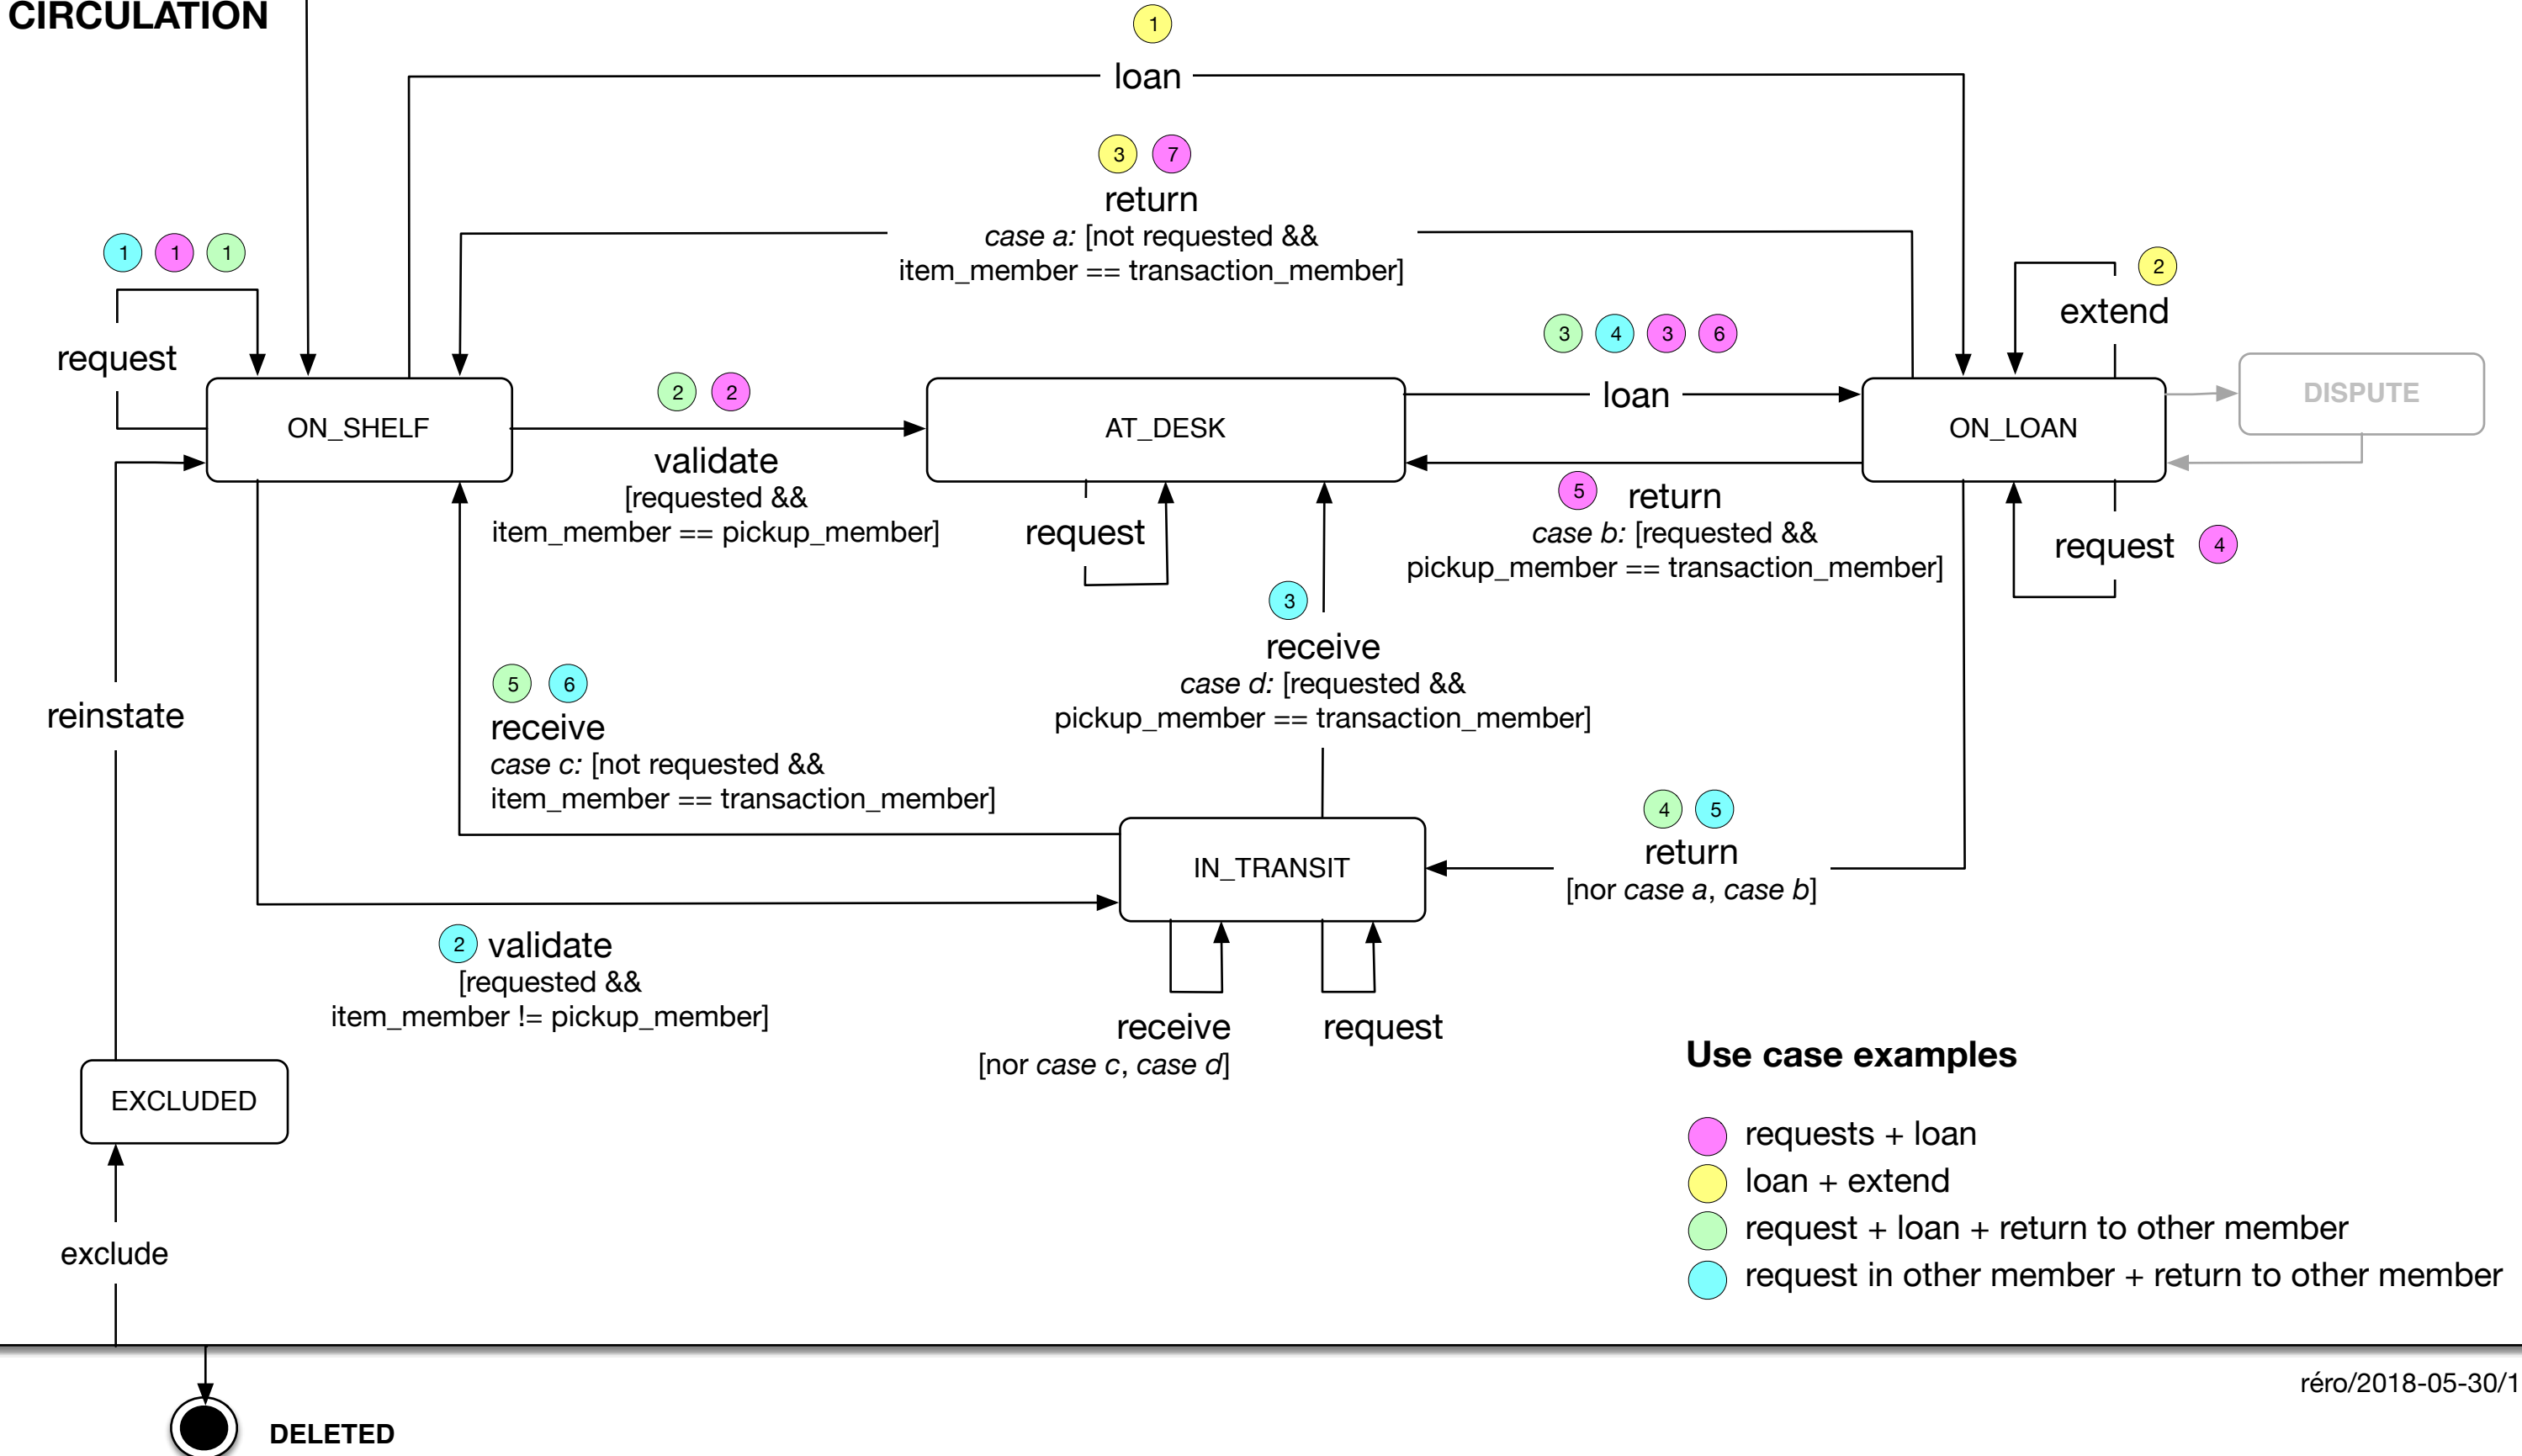 CIRCULATION
1
loan
3 7
return
case a: [not requested &&
item_member == transaction_member]
1 1 1
request
2
extend
3 4 3 6
loan
ON_SHELF
2 2
validate
[requested &&
item_member == pickup_member]
AT_DESK
request
ON_LOAN
DISPUTE
5 return
case b: [requested &&
pickup_member == transaction_member]
request 4
3
receive
case d: [requested &&
pickup_member == transaction_member]
reinstate
5 6
receive
case c: [not requested &&
item_member == transaction_member]
4 5
return
[nor case a, case b]
IN_TRANSIT
2 validate
[requested &&
item_member != pickup_member]
receive
[nor case c, case d]
request
EXCLUDED
exclude
Use case examples
requests + loan
loan + extend
request + loan + return to other member
request in other member + return to other member
réro/2018-05-30/1
DELETED